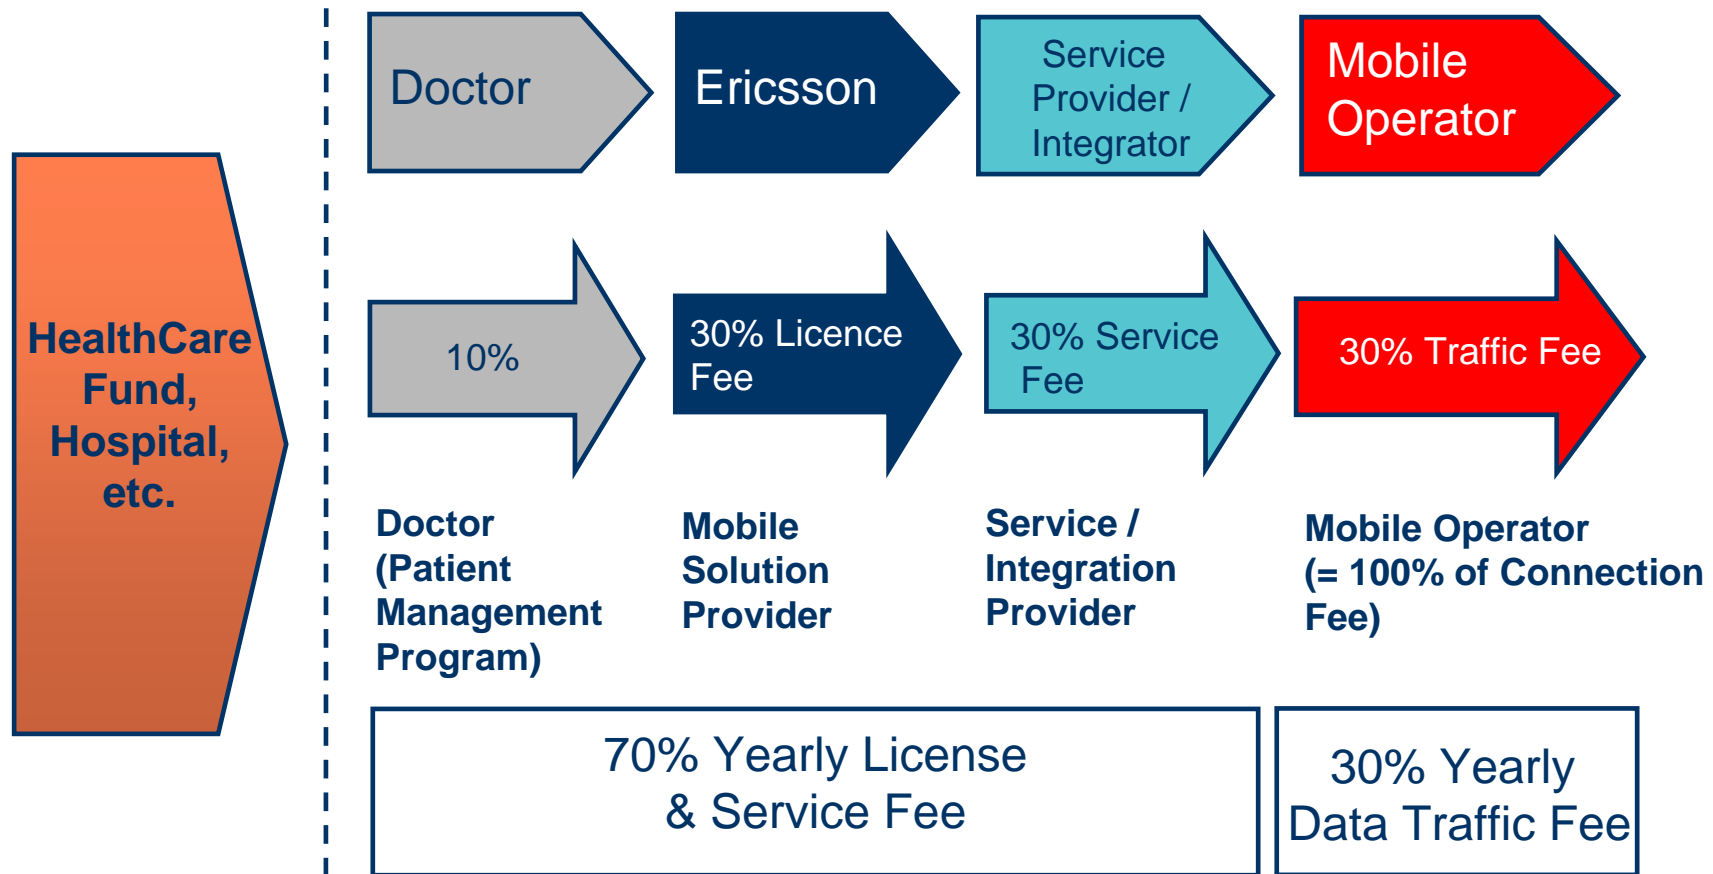 HealthCare
Fund,
Hospital,
etc.
Doctor
Ericsson
Service
Provider /
Integrator
Mobile
Operator
10%
30% Licence
Fee
30% Service
Fee
30% Traffic Fee
Doctor
(Patient
Management
Program)
Mobile
Solution
Provider
Service /
Integration
Provider
Mobile Operator
(= 100% of Connection
Fee)
70% Yearly License
& Service Fee
30% Yearly
Data Traffic Fee